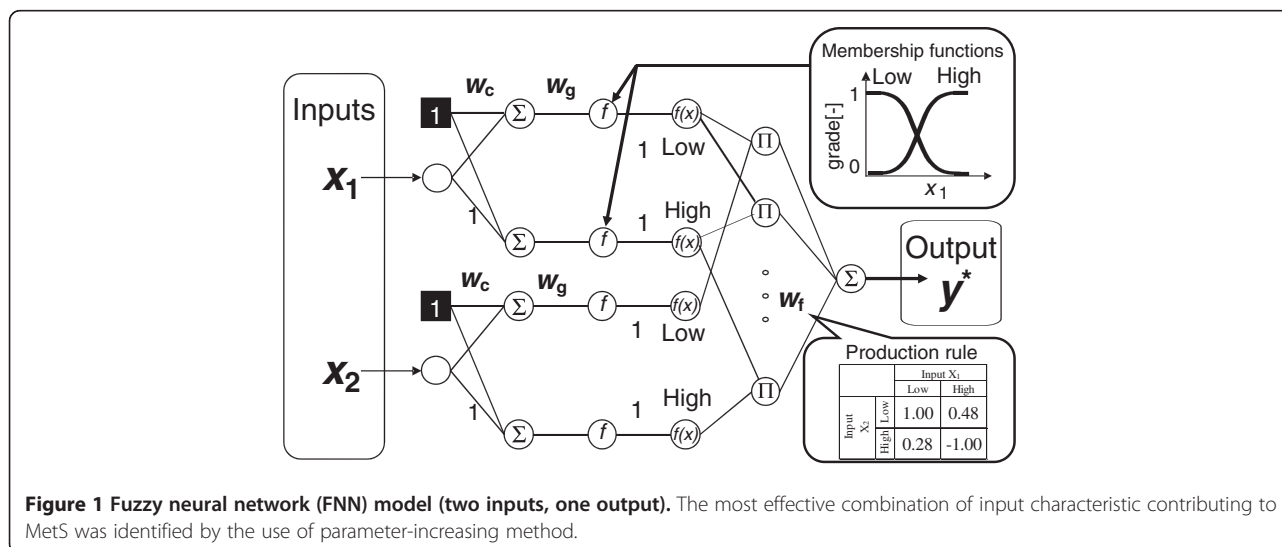 Membership functions
Low High
1
grade[-]
0
x 1
Inputs
x1
x2
wc wg
1 Σ f f(x)
1 Low
Π
1
Σ f 1 High f(x)
Π
wc wg
1 Σ f f(x)
1 Low
wf
1
Σ f 1 High f(x)
Π
Σ
Output
y*
Production rule
Input X1
Low High
Input X2
Low 1.00 0.48
High 0.28 -1.00
Figure 1 Fuzzy neural network (FNN) model (two inputs, one output). The most effective combination of input characteristic contributing to
MetS was identified by the use of parameter-increasing method.